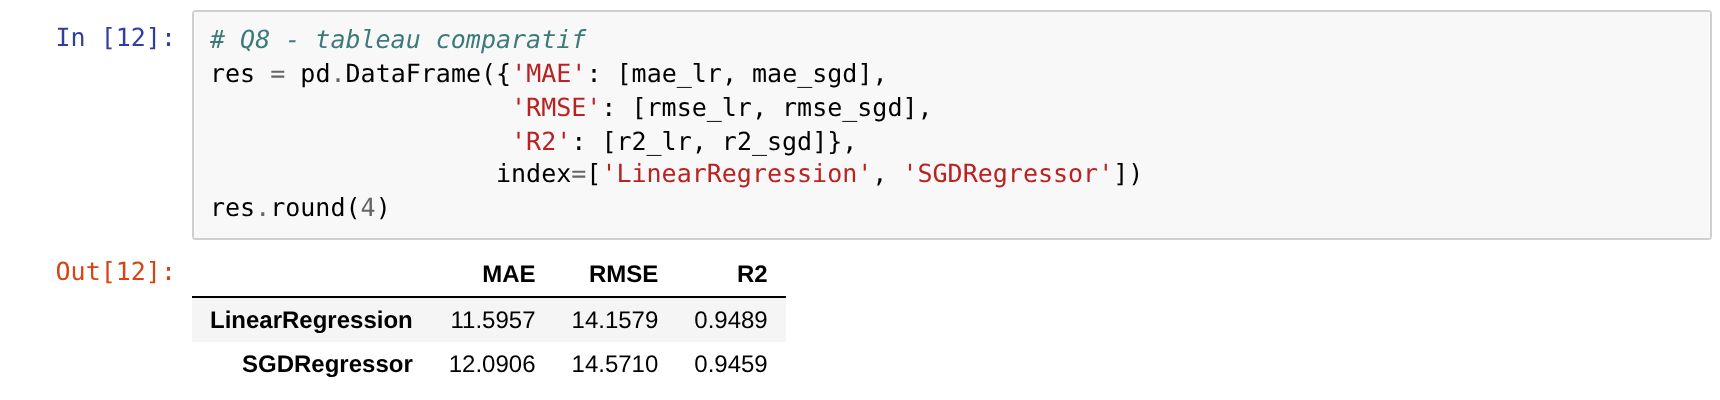 In [12]:
# Q8 - tableau comparatif
res = pd.DataFrame({'MAE': [mae_lr, mae_sgd],
                    'RMSE': [rmse_lr, rmse_sgd],
                    'R2': [r2_lr, r2_sgd]},
                   index=['LinearRegression', 'SGDRegressor'])
res.round(4)
Out[12]:
MAE RMSE R2
LinearRegression 11.5957 14.1579 0.9489
SGDRegressor 12.0906 14.5710 0.9459